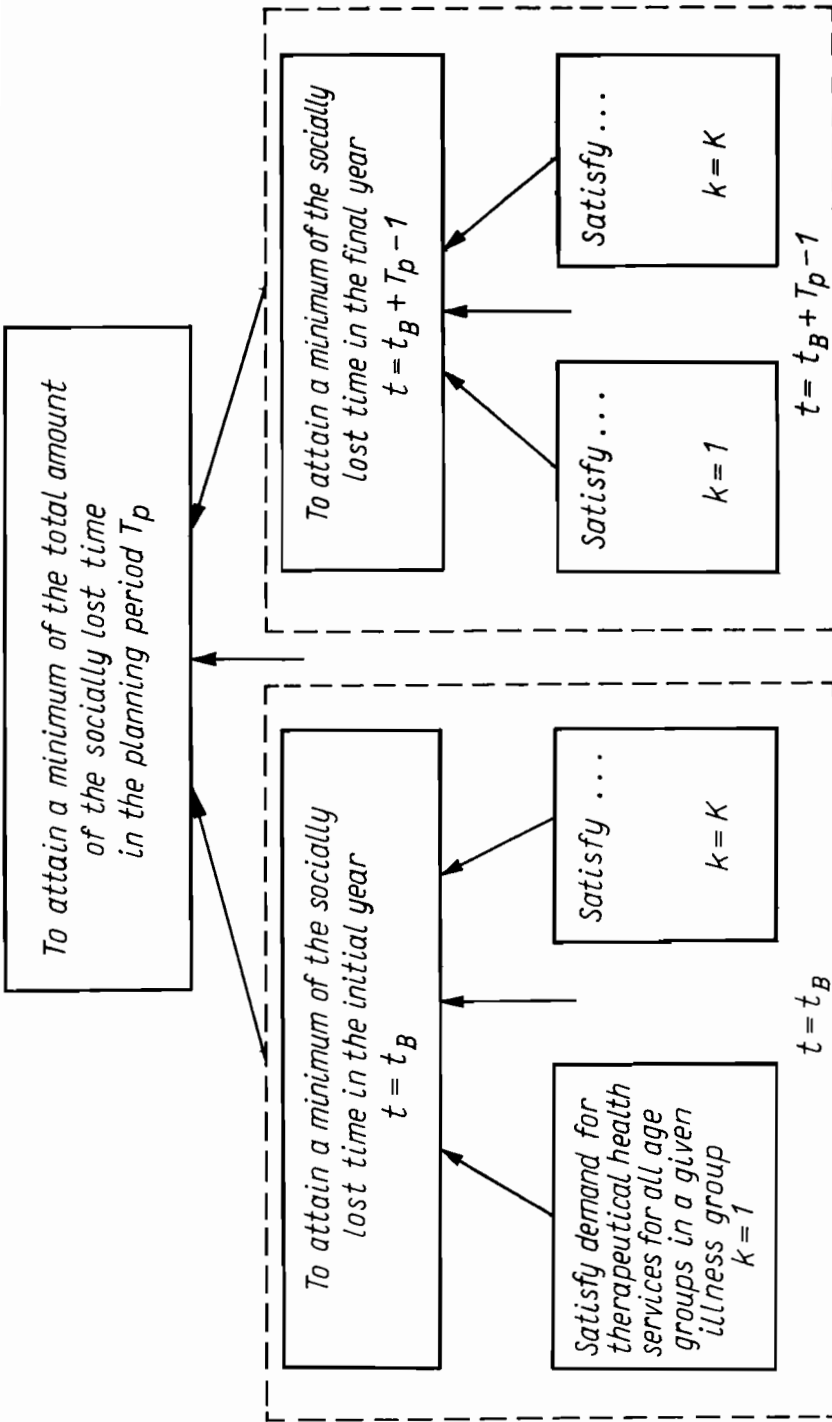 To attain a minimum of the total amount
of the socially lost time
in the planning period Tp
To attain a minimum of the socially
lost time in the initial year
t = tB
To attain a minimum of the socially
lost time in the final year
t = tB + Tp − 1
Satisfy demand for
therapeutical health
services for all age
groups in a given
illness group
k = 1
Satisfy ...
k = K
Satisfy ...
k = 1
Satisfy ...
k = K
t = tB
t = tB + Tp − 1